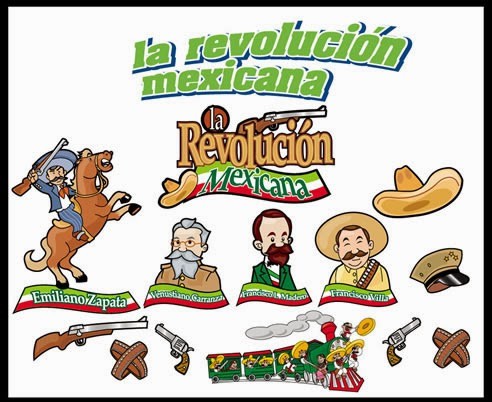 la revolución
mexicana
la
Revolución
Mexicana
Emiliano Zapata
Venustiano Carranza
Francisco I. Madero
Francisco Villa